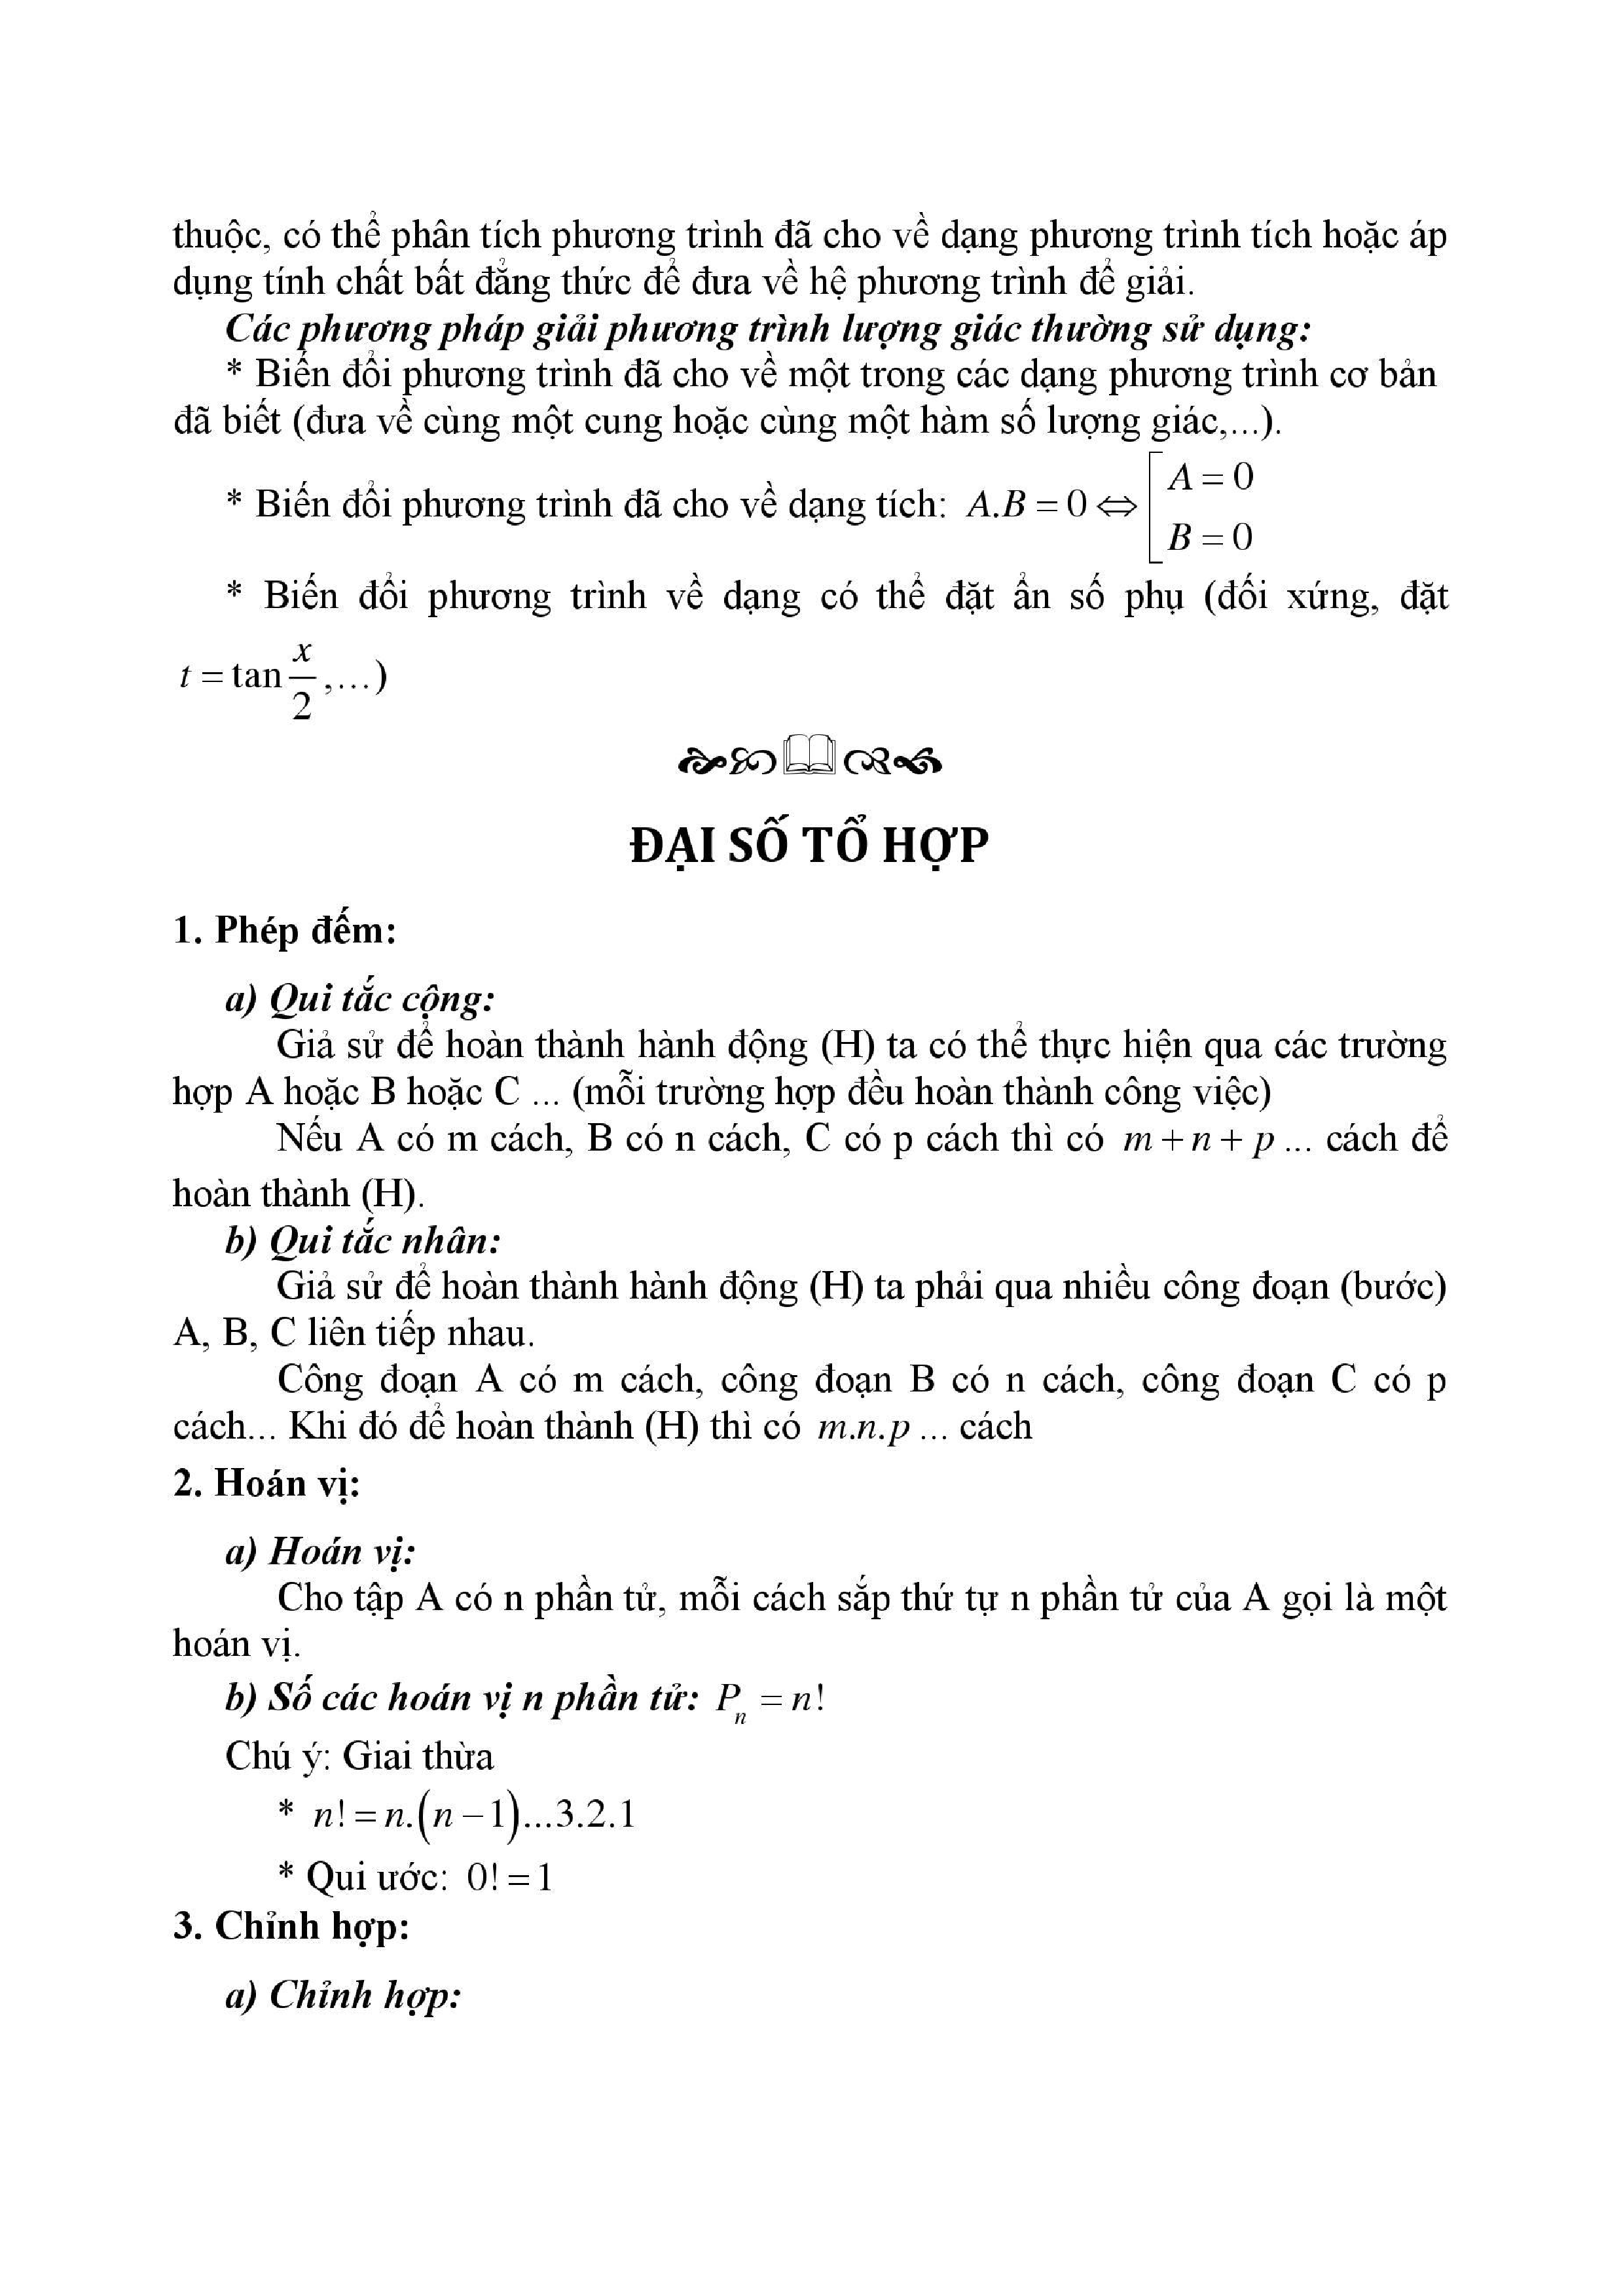 thuộc, có thể phân tích phương trình đã cho về dạng phương trình tích hoặc áp
dụng tính chất bất đẳng thức để đưa về hệ phương trình để giải.
Các phương pháp giải phương trình lượng giác thường sử dụng:
* Biến đổi phương trình đã cho về một trong các dạng phương trình cơ bản
đã biết (đưa về cùng một cung hoặc cùng một hàm số lượng giác,...).
* Biến đổi phương trình đã cho về dạng tích: A.B = 0 ⇔ [ A = 0
B = 0
* Biến đổi phương trình về dạng có thể đặt ẩn số phụ (đối xứng, đặt
t = tan x/2 ,...)
ĐẠI SỐ TỔ HỢP
1. Phép đếm:
a) Qui tắc cộng:
Giả sử để hoàn thành hành động (H) ta có thể thực hiện qua các trường
hợp A hoặc B hoặc C ... (mỗi trường hợp đều hoàn thành công việc)
Nếu A có m cách, B có n cách, C có p cách thì có m + n + p ... cách để
hoàn thành (H).
b) Qui tắc nhân:
Giả sử để hoàn thành hành động (H) ta phải qua nhiều công đoạn (bước)
A, B, C liên tiếp nhau.
Công đoạn A có m cách, công đoạn B có n cách, công đoạn C có p
cách... Khi đó để hoàn thành (H) thì có m.n.p ... cách
2. Hoán vị:
a) Hoán vị:
Cho tập A có n phần tử, mỗi cách sắp thứ tự n phần tử của A gọi là một
hoán vị.
b) Số các hoán vị n phần tử: Pₙ = n!
Chú ý: Giai thừa
* n! = n.(n − 1)...3.2.1
* Qui ước: 0! = 1
3. Chỉnh hợp:
a) Chỉnh hợp: